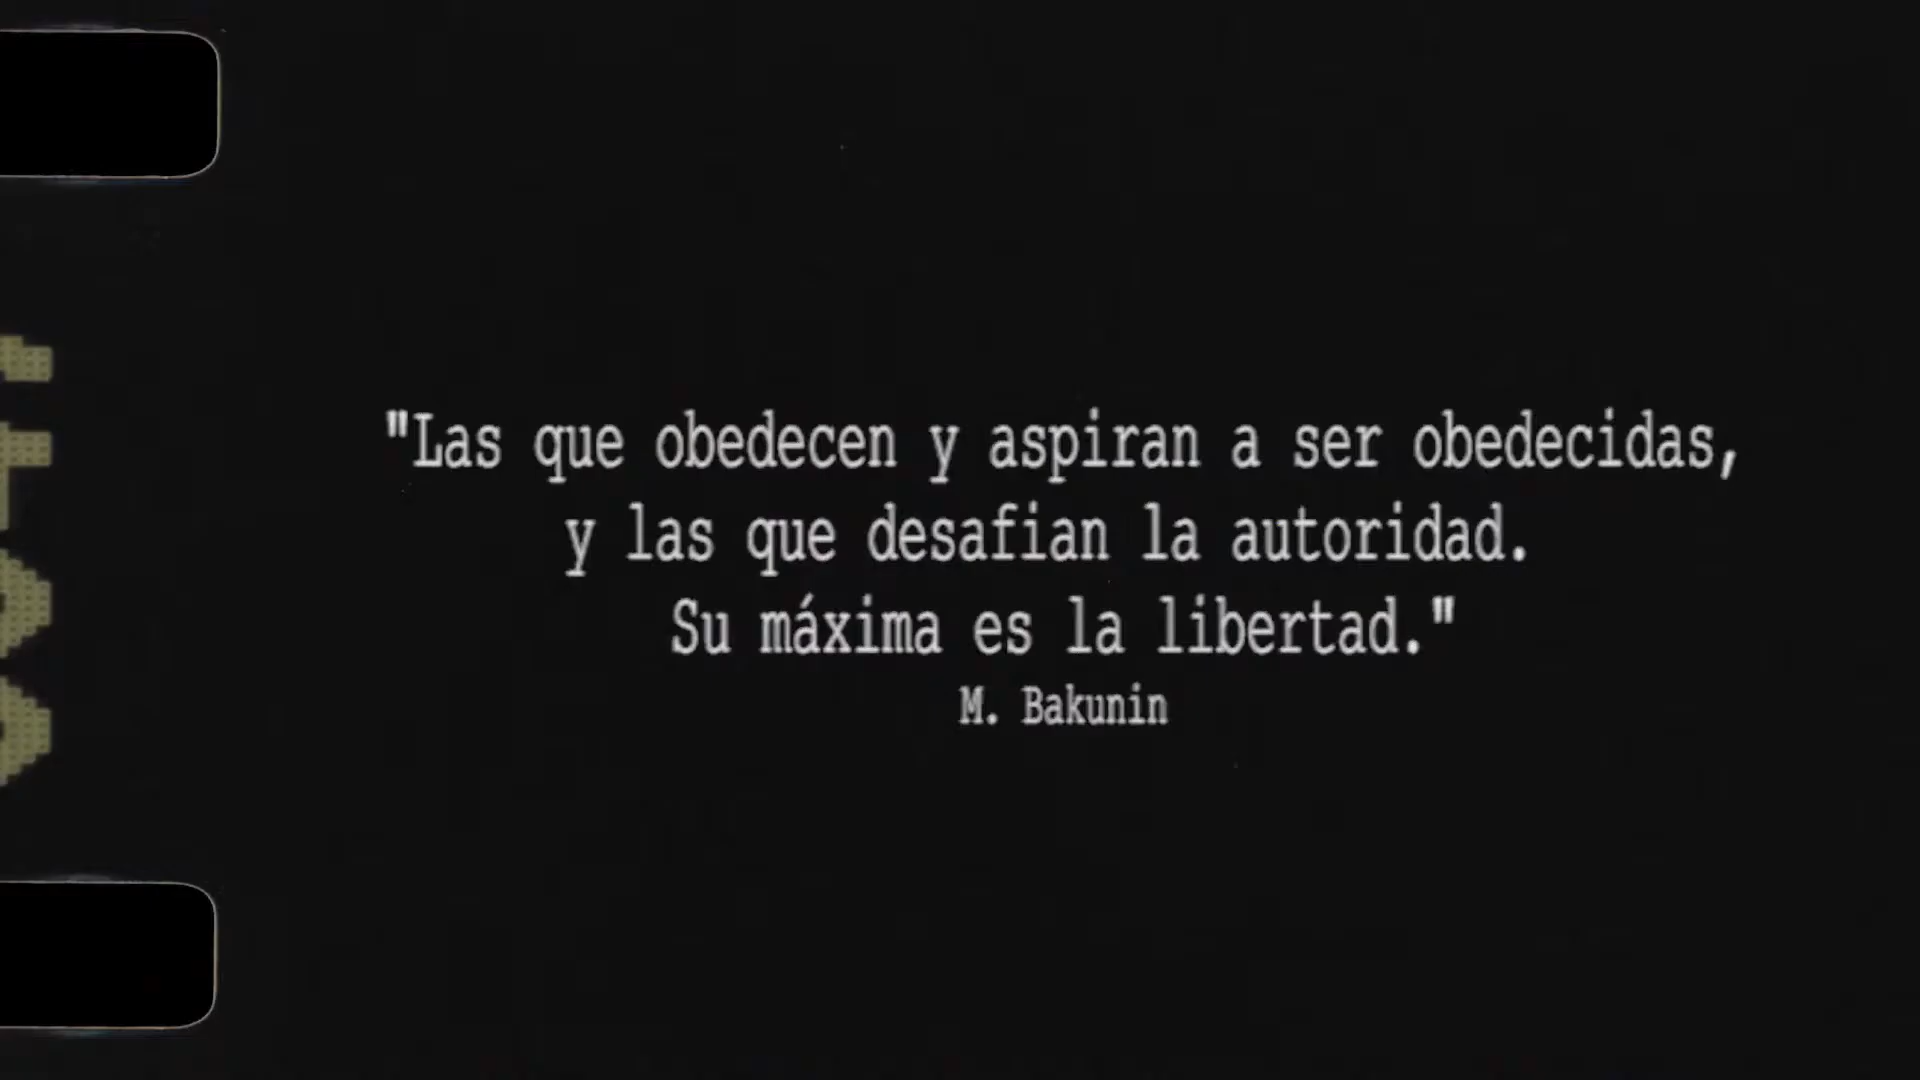 "Las que obedecen y aspiran a ser obedecidas,
y las que desafian la autoridad.
Su máxima es la libertad."
M. Bakunin